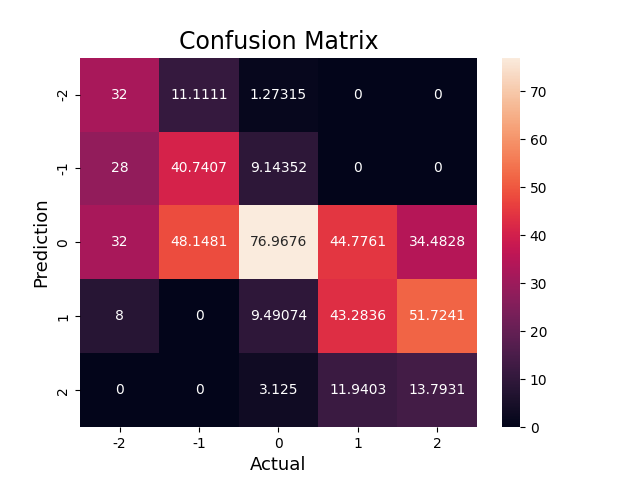 Confusion Matrix
-2 32 11.1111 1.27315 0 0
-1 28 40.7407 9.14352 0 0
0 32 48.1481 76.9676 44.7761 34.4828
1 8 0 9.49074 43.2836 51.7241
2 0 0 3.125 11.9403 13.7931
-2 -1 0 1 2
Prediction
Actual
70
60
50
40
30
20
10
0